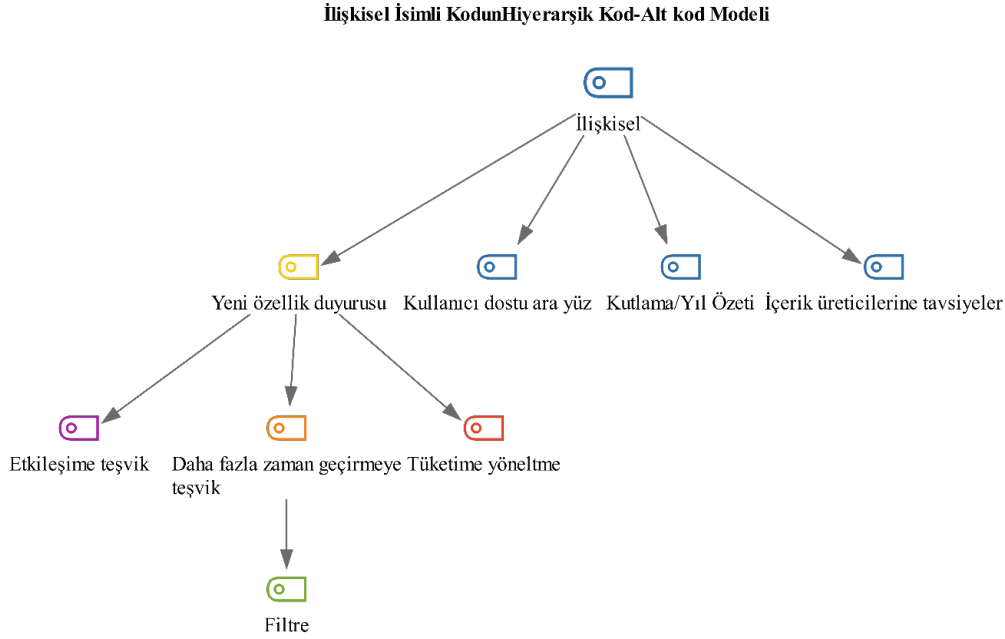 İlişkisel İsimli KodunHiyerarşik Kod-Alt kod Modeli
İlişkisel
Yeni özellik duyurusu
Kullanıcı dostu ara yüz
Kutlama/Yıl Özeti
İçerik üreticilerine tavsiyeler
Etkileşime teşvik
Daha fazla zaman geçirmeye
teşvik
Tüketime yöneltme
Filtre